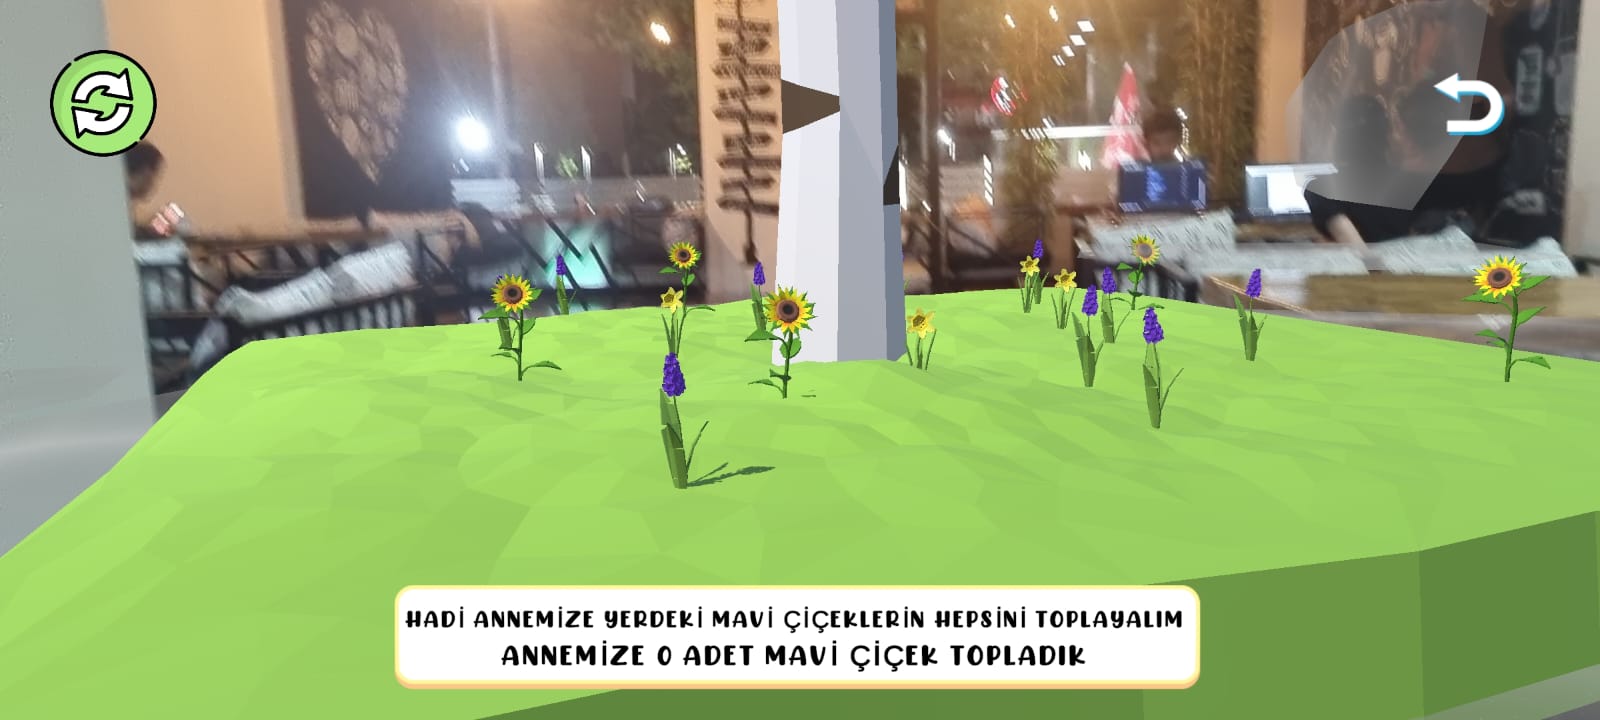 HADİ ANNEMİZE YERDEKİ MAVİ ÇİÇEKLERİN HEPSİNİ TOPLAYALIM
ANNEMİZE 0 ADET MAVİ ÇİÇEK TOPLADIK